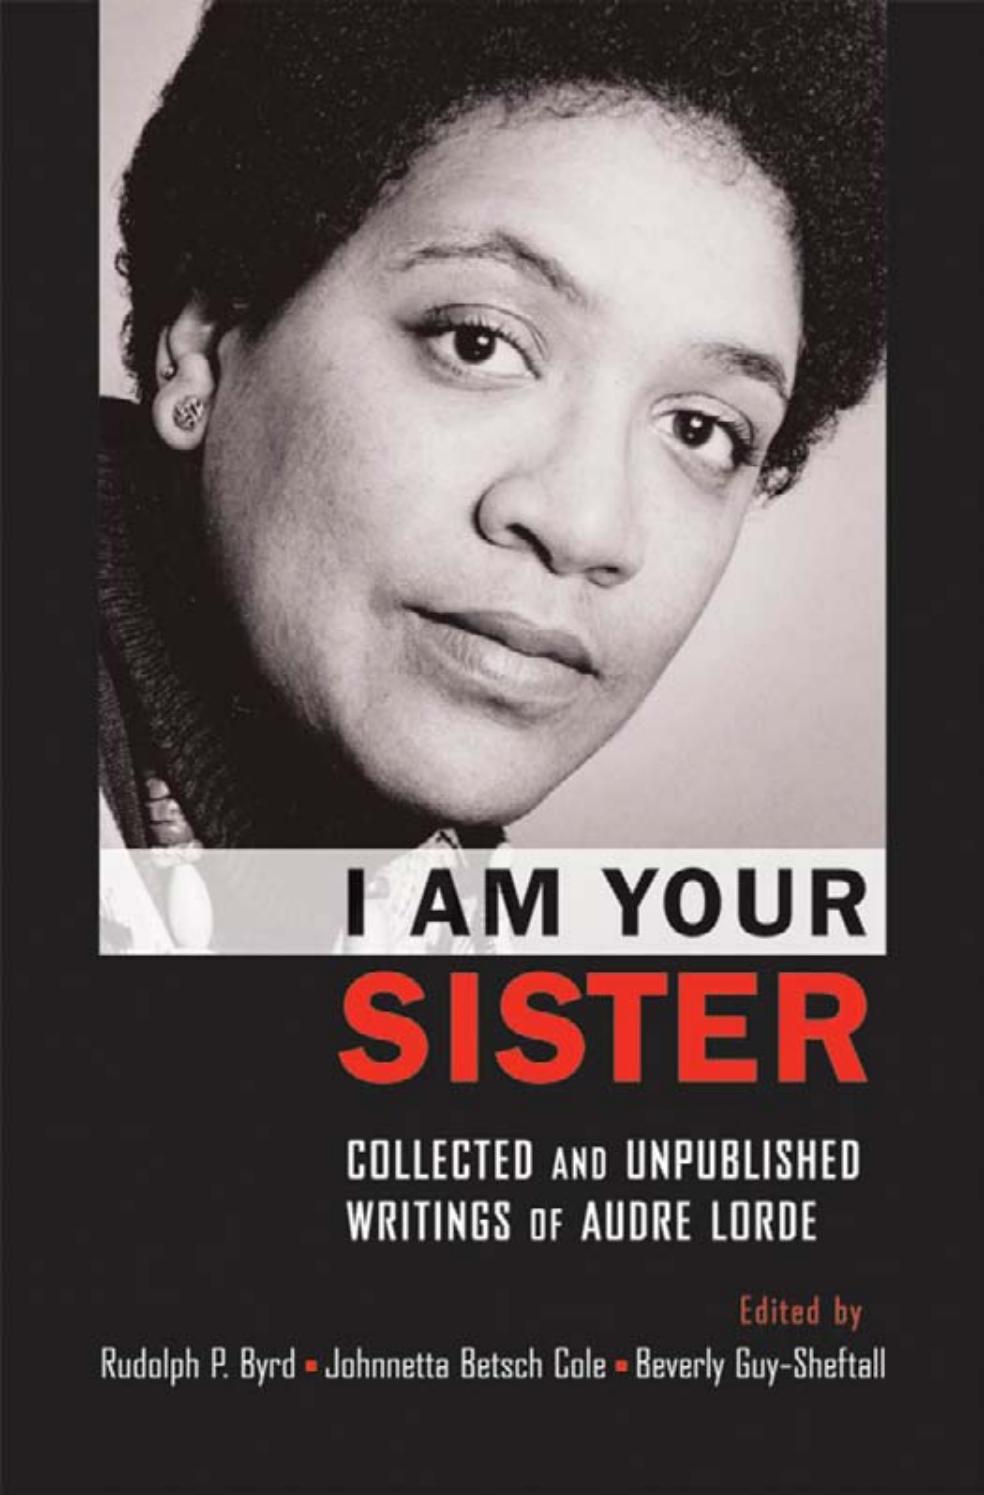 I AM YOUR
SISTER
COLLECTED AND UNPUBLISHED
WRITINGS OF AUDRE LORDE
Edited by
Rudolph P. Byrd ▪ Johnnetta Betsch Cole ▪ Beverly Guy-Sheftall